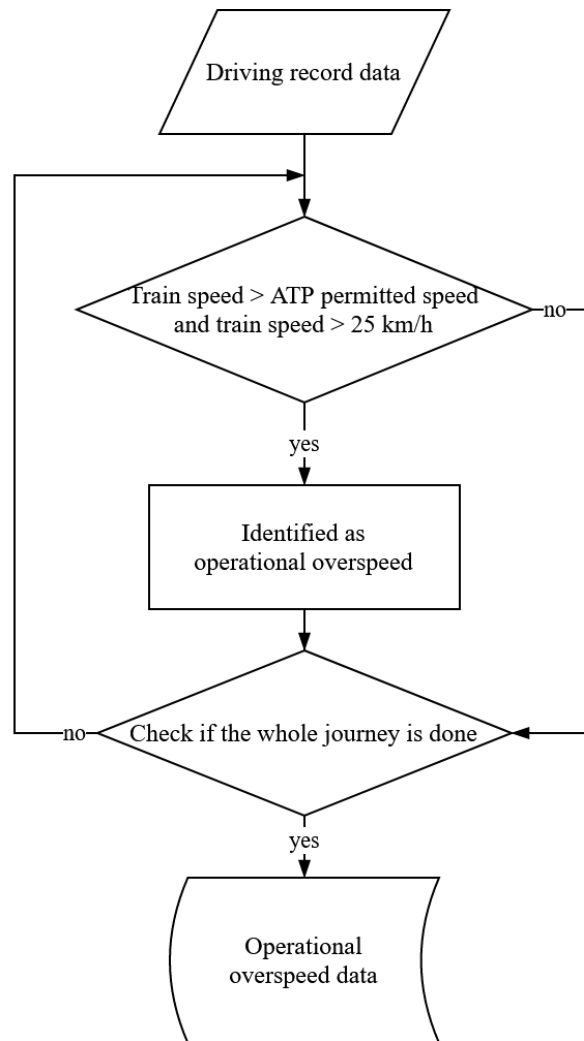 Driving record data
Train speed > ATP permitted speed
and train speed > 25 km/h
no
yes
Identified as
operational overspeed
no
Check if the whole journey is done
yes
Operational
overspeed data